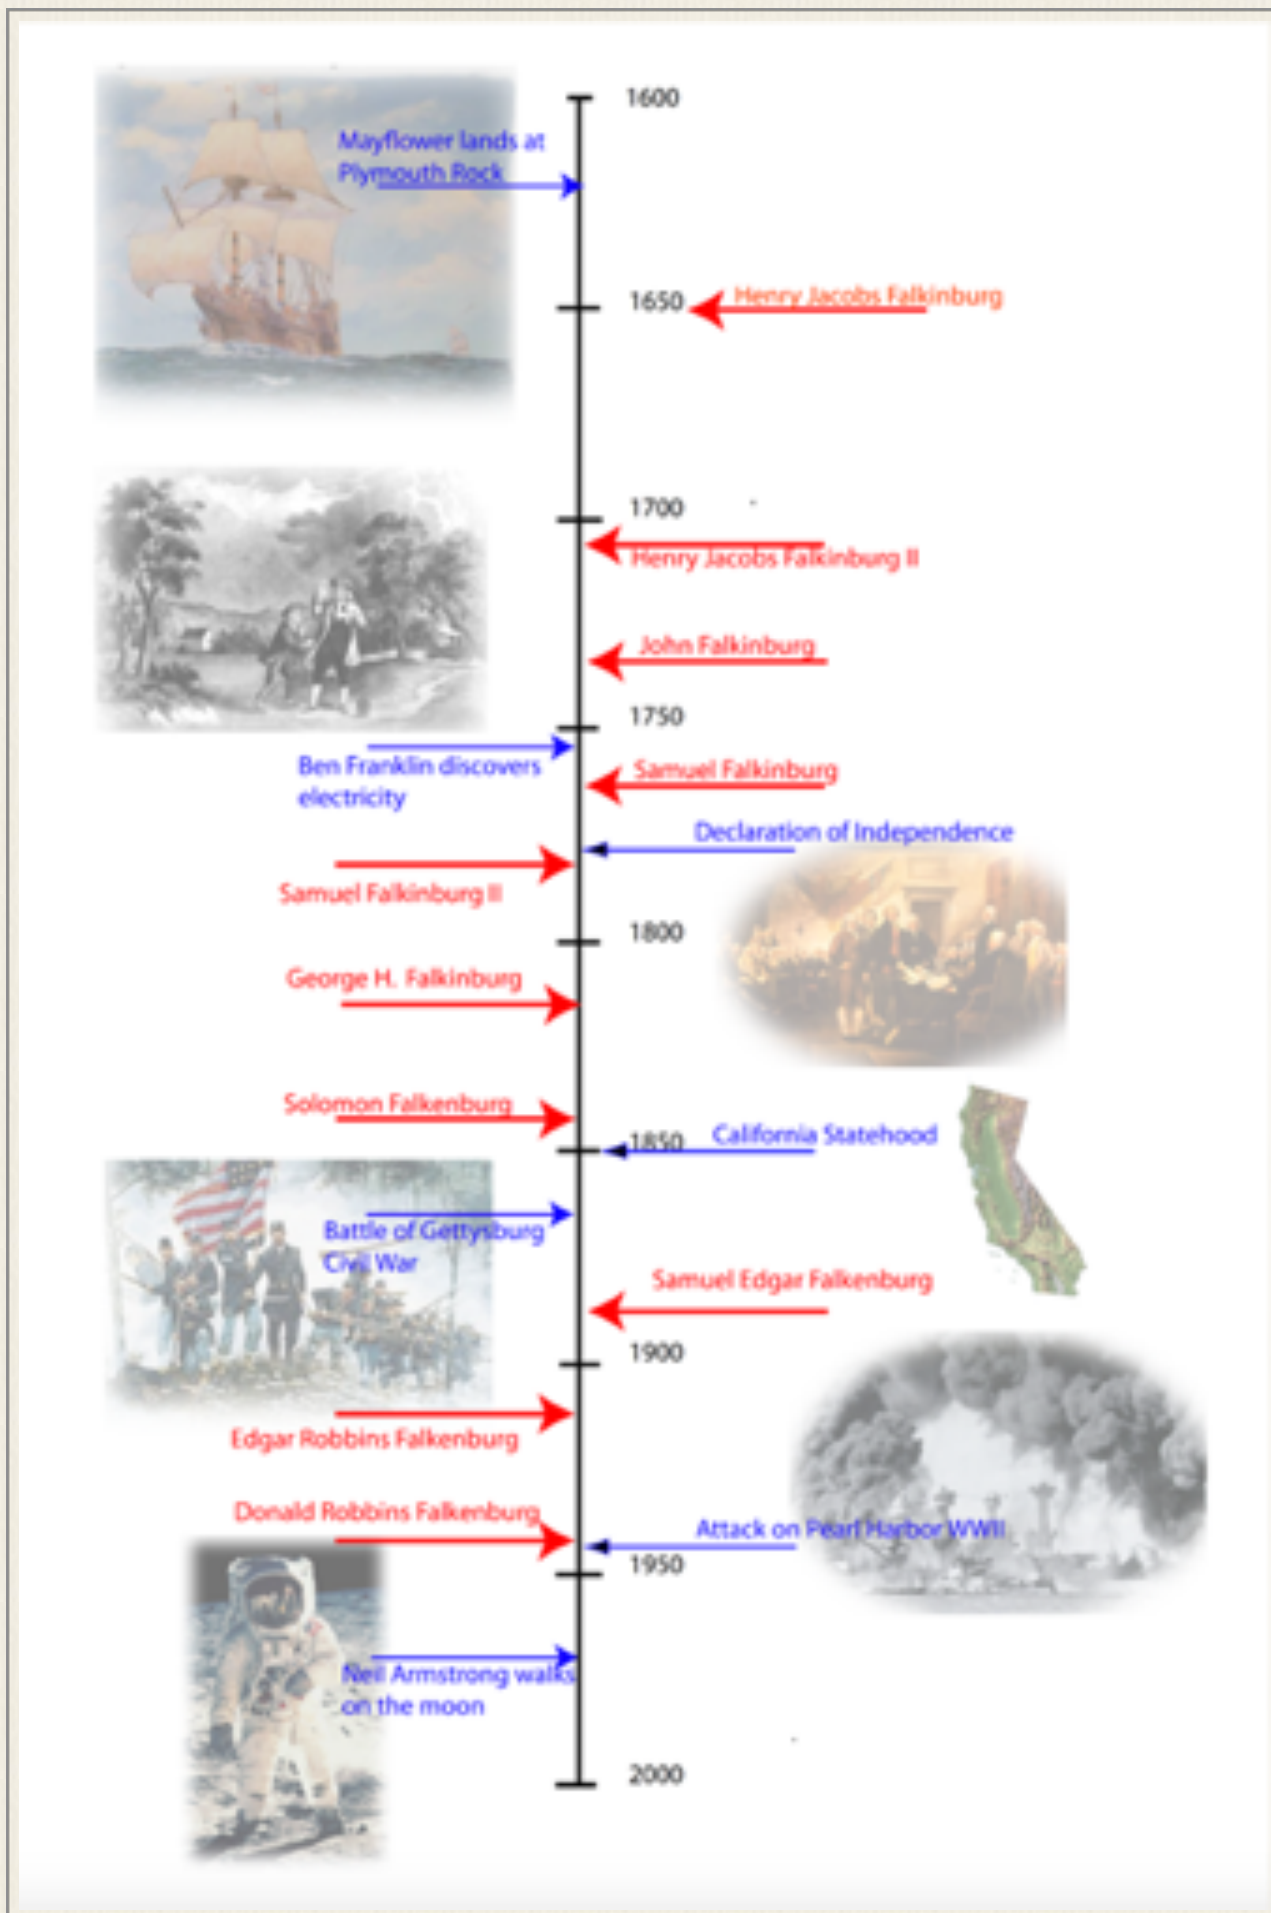 1600
Mayflower lands at
Plymouth Rock
Henry Jacobs Falkinburg
1650
1700
Henry Jacobs Falkinburg II
John Falkinburg
1750
Ben Franklin discovers
electricity
Samuel Falkinburg
Declaration of Independence
Samuel Falkinburg II
1800
George H. Falkinburg
Solomon Falkenburg
California Statehood
1850
Battle of Gettysburg
Civil War
Samuel Edgar Falkenburg
1900
Edgar Robbins Falkenburg
Donald Robbins Falkenburg
Attack on Pearl Harbor WWII
1950
Neil Armstrong walks
on the moon
2000